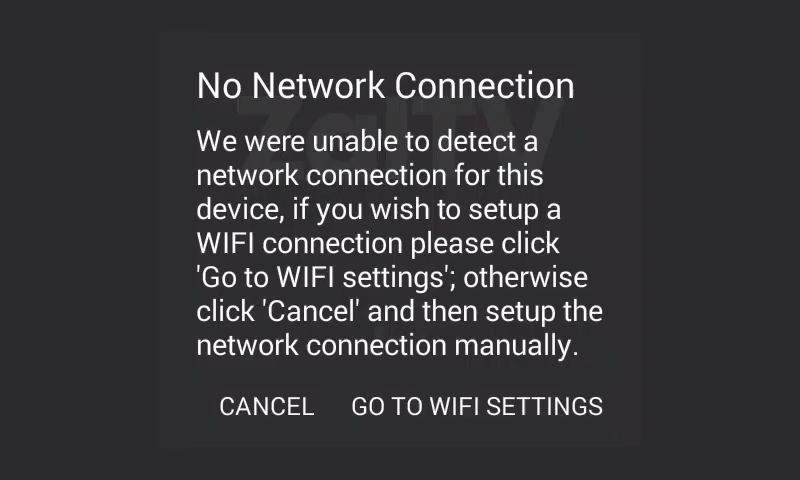 No Network Connection
We were unable to detect a
network connection for this
device, if you wish to setup a
WIFI connection please click
'Go to WIFI settings'; otherwise
click 'Cancel' and then setup the
network connection manually.
CANCEL GO TO WIFI SETTINGS